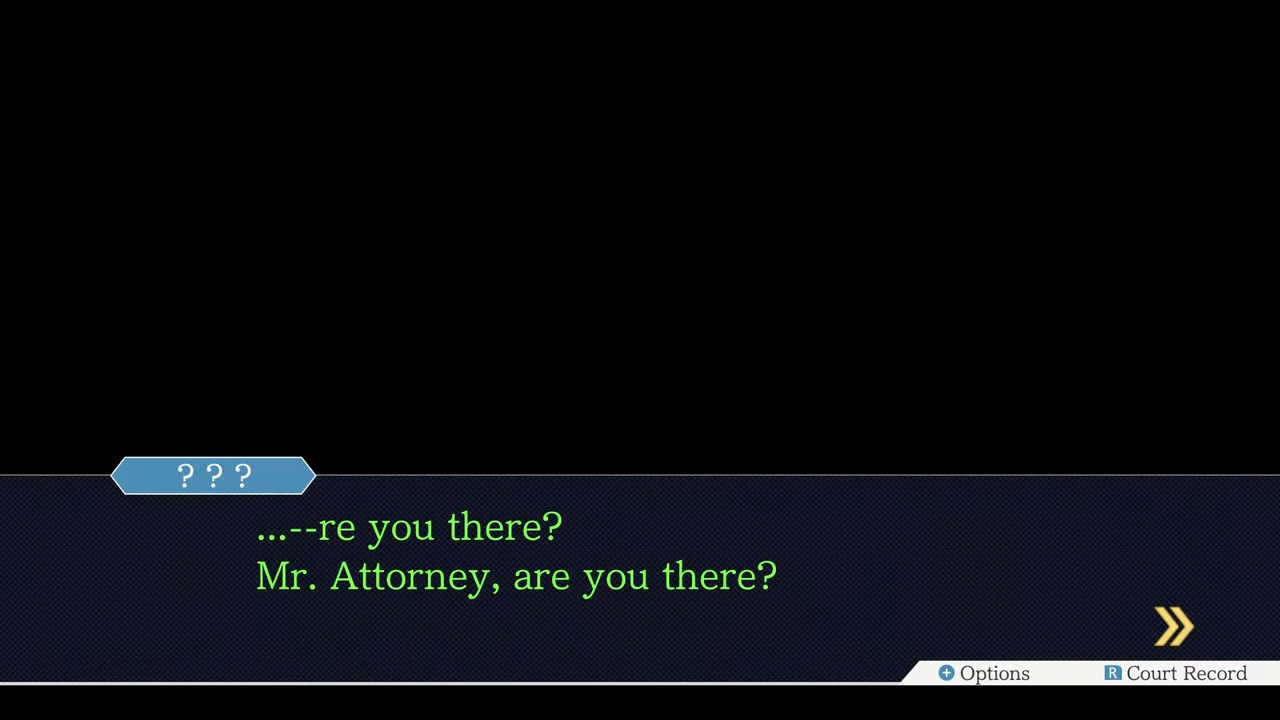 ? ? ?
...--re you there?
Mr. Attorney, are you there?
+ Options
R Court Record